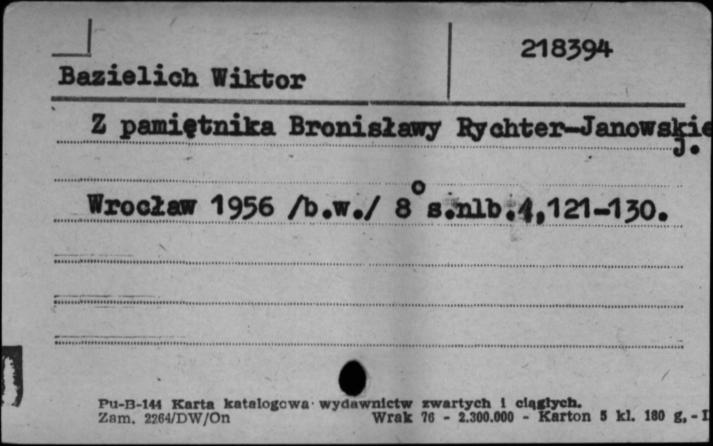 218394
Bazielich Wiktor
Z pamiętnika Bronisławy Rychter-Janowskie
j.
Wrocław 1956 /b.w./ 8° s.nlb.4,121-130.
Pu-B-144 Karta katalogowa wydawnictw zwartych i ciągłych.
Zam. 2264/DW/On Wrak 76 - 2.300.000 - Karton 5 kl. 180 g. -